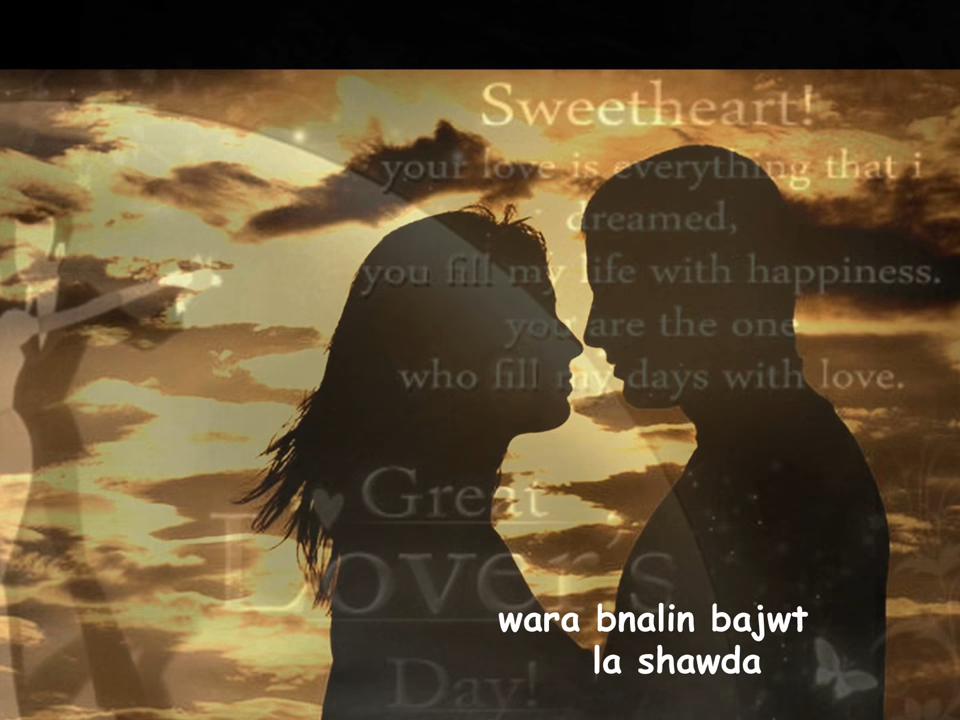 Sweetheart!
your love is everything that i
dreamed,
you fill my life with happiness.
you are the one
who fill my days with love.
Great
Lover's
Day!
wara bnalin bajwt
la shawda